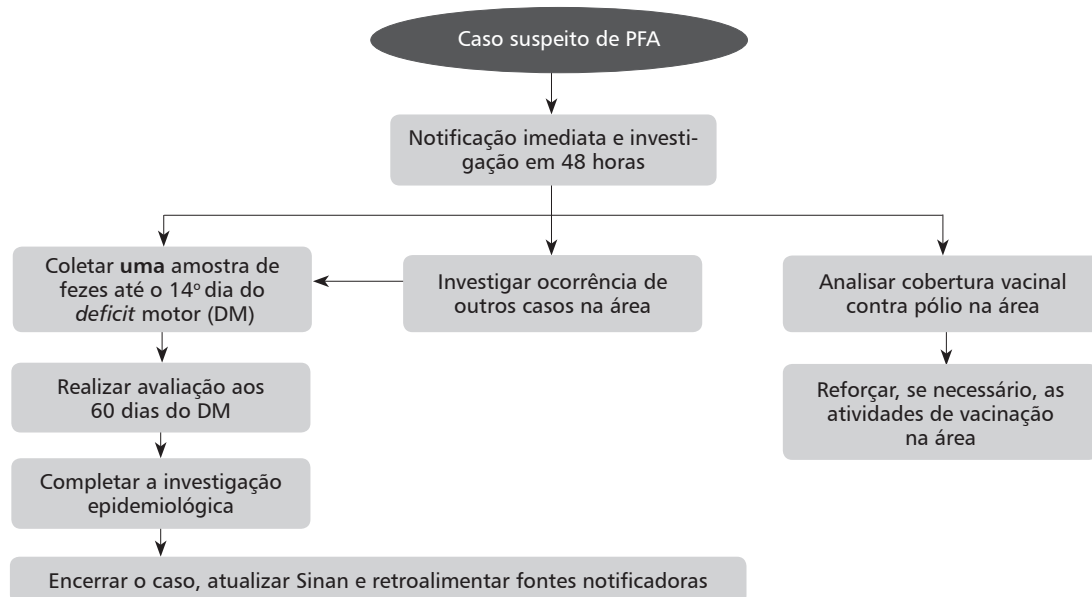 Caso suspeito de PFA
Notificação imediata e investi-
gação em 48 horas
Coletar uma amostra de
fezes até o 14º dia do
deficit motor (DM)
Investigar ocorrência de
outros casos na área
Analisar cobertura vacinal
contra pólio na área
Realizar avaliação aos
60 dias do DM
Reforçar, se necessário, as
atividades de vacinação
na área
Completar a investigação
epidemiológica
Encerrar o caso, atualizar Sinan e retroalimentar fontes notificadoras